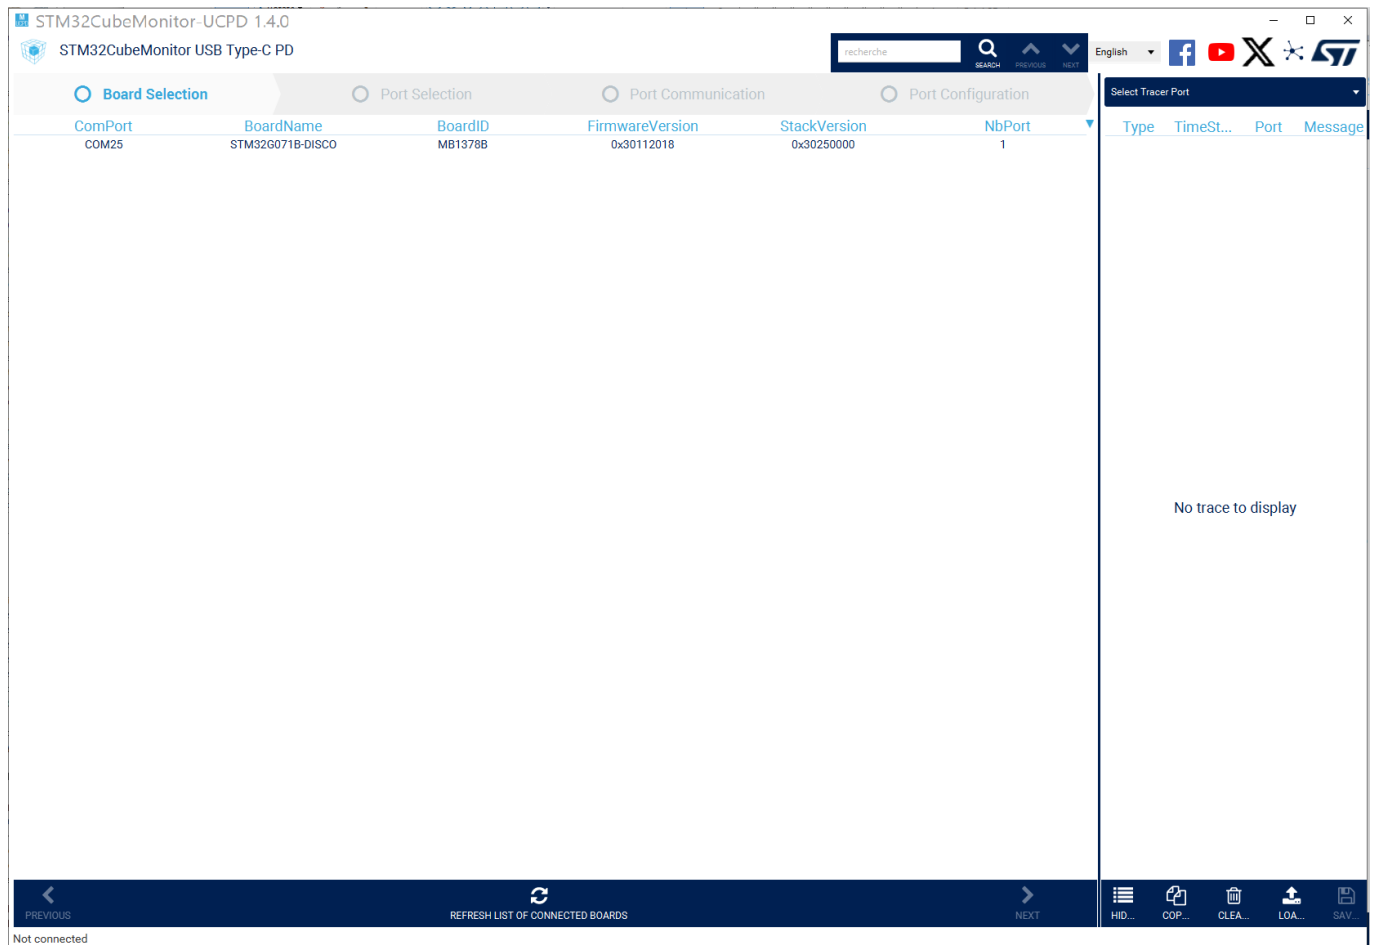 STM32CubeMonitor-UCPD 1.4.0
STM32CubeMonitor USB Type-C PD
recherche
SEARCH
PREVIOUS
NEXT
English
Board Selection
Port Selection
Port Communication
Port Configuration
Select Tracer Port
ComPort BoardName BoardID FirmwareVersion StackVersion NbPort
Type TimeSt... Port Message
COM25 STM32G071B-DISCO MB1378B 0x30112018 0x30250000 1
No trace to display
PREVIOUS
REFRESH LIST OF CONNECTED BOARDS
NEXT
HID...
COP...
CLEA...
LOA...
SAV...
Not connected